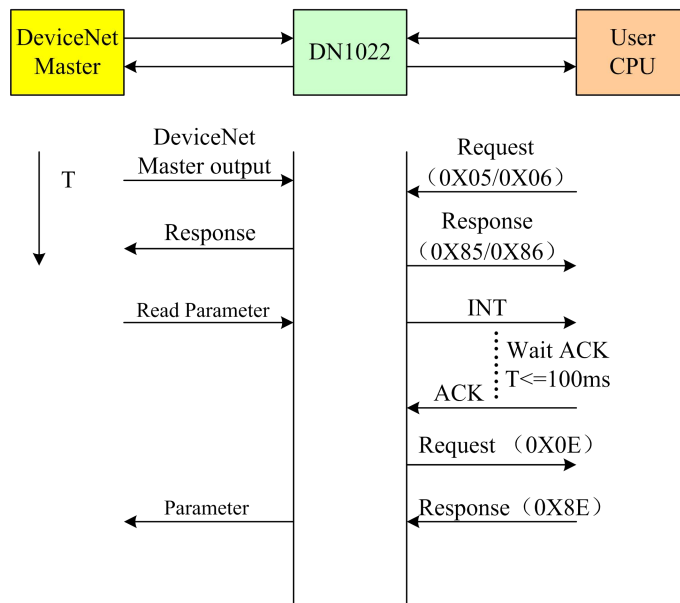 DeviceNet
Master
DN1022
User
CPU
T
DeviceNet
Master output
Request
（0X05/0X06）
Response
Response
（0X85/0X86）
Read Parameter
INT
Wait ACK
T<=100ms
ACK
Request （0X0E）
Parameter
Response（0X8E）